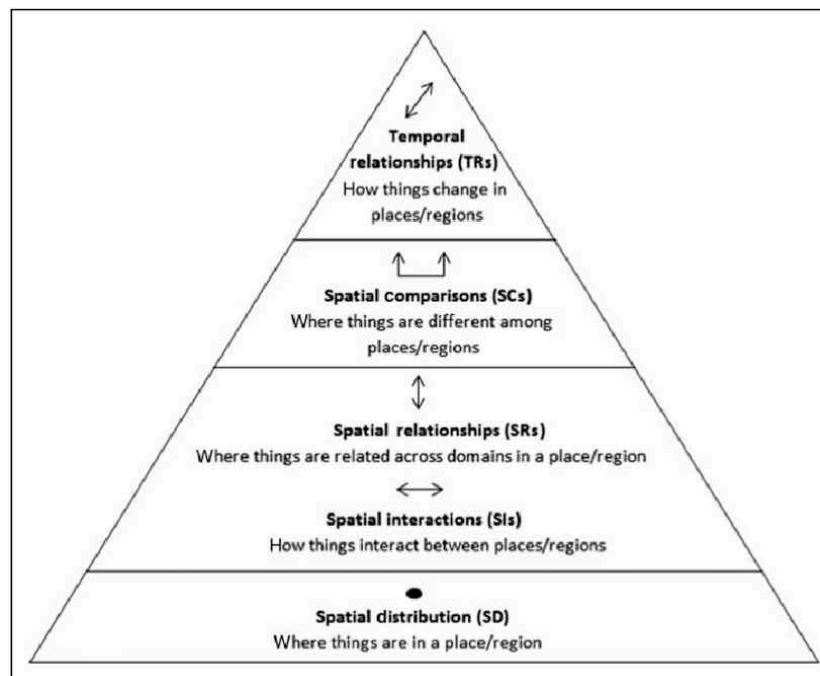 Temporal
relationships (TRs)
How things change in
places/regions
Spatial comparisons (SCs)
Where things are different among
places/regions
Spatial relationships (SRs)
Where things are related across domains in a place/region
Spatial interactions (SIs)
How things interact between places/regions
Spatial distribution (SD)
Where things are in a place/region